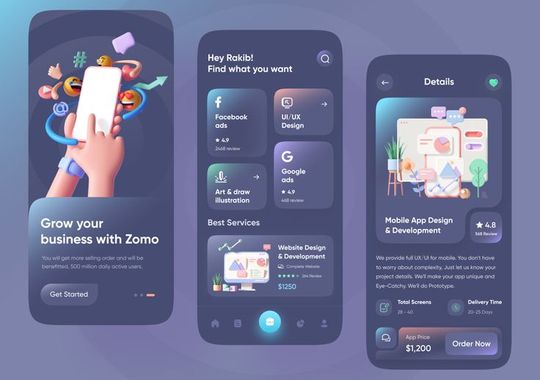 #
@
Grow your
business with Zomo
You will get more selling order and will be
benefitted, 500 million daily active users.
Get Started
Hey Rakib!
Find what you want
f
Facebook
ads
★ 4.9
2468 review
UI/UX
Design
→
Art & draw
illustration
→
G
Google
ads
★ 4.9
468 review
Best Services
Website Design
& Development
Complete Website
$1250
← Details
Mobile App Design
& Development
★ 4.8
568 Review
We provide full UX/UI for mobile. You don't have
to worry about complexity, Just let us know your
project details. We'll make your app unique and
Eye-Catchy. We'll do Prototype.
Total Screens
28 - 40
Delivery Time
20-25 Days
App Price
$1,200
Order Now